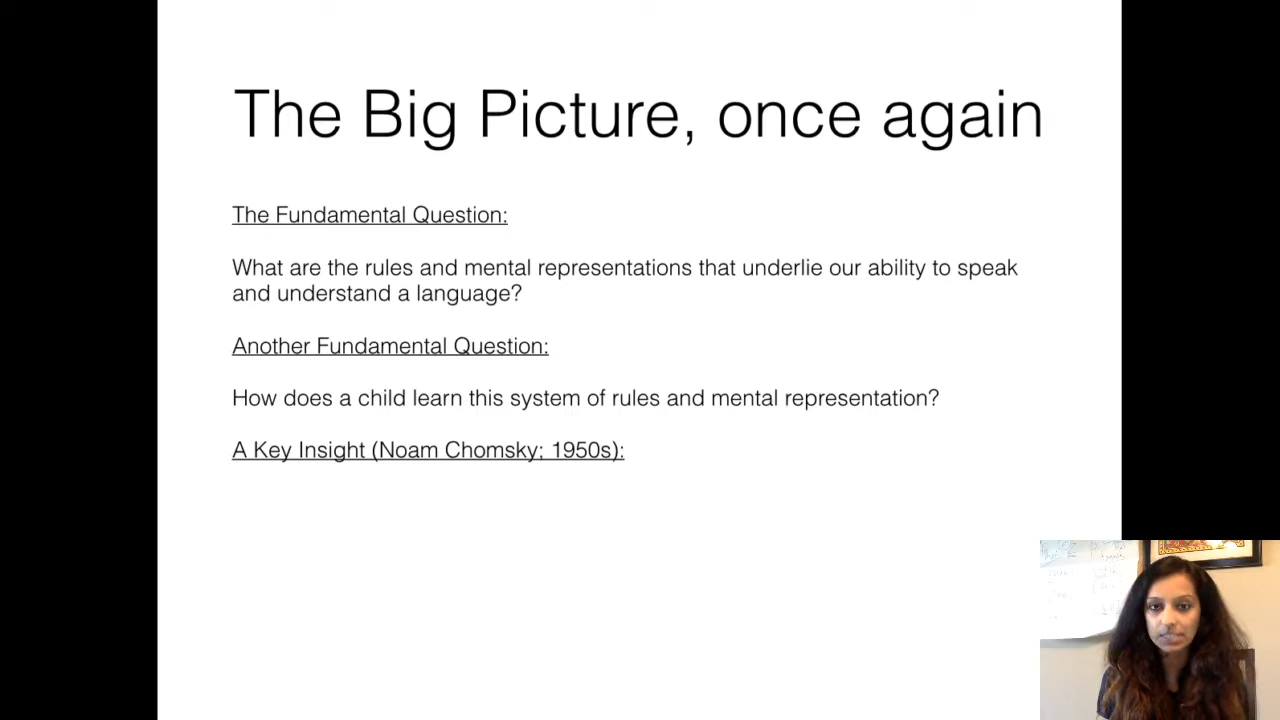 The Big Picture, once again
The Fundamental Question:
What are the rules and mental representations that underlie our ability to speak
and understand a language?
Another Fundamental Question:
How does a child learn this system of rules and mental representation?
A Key Insight (Noam Chomsky; 1950s):